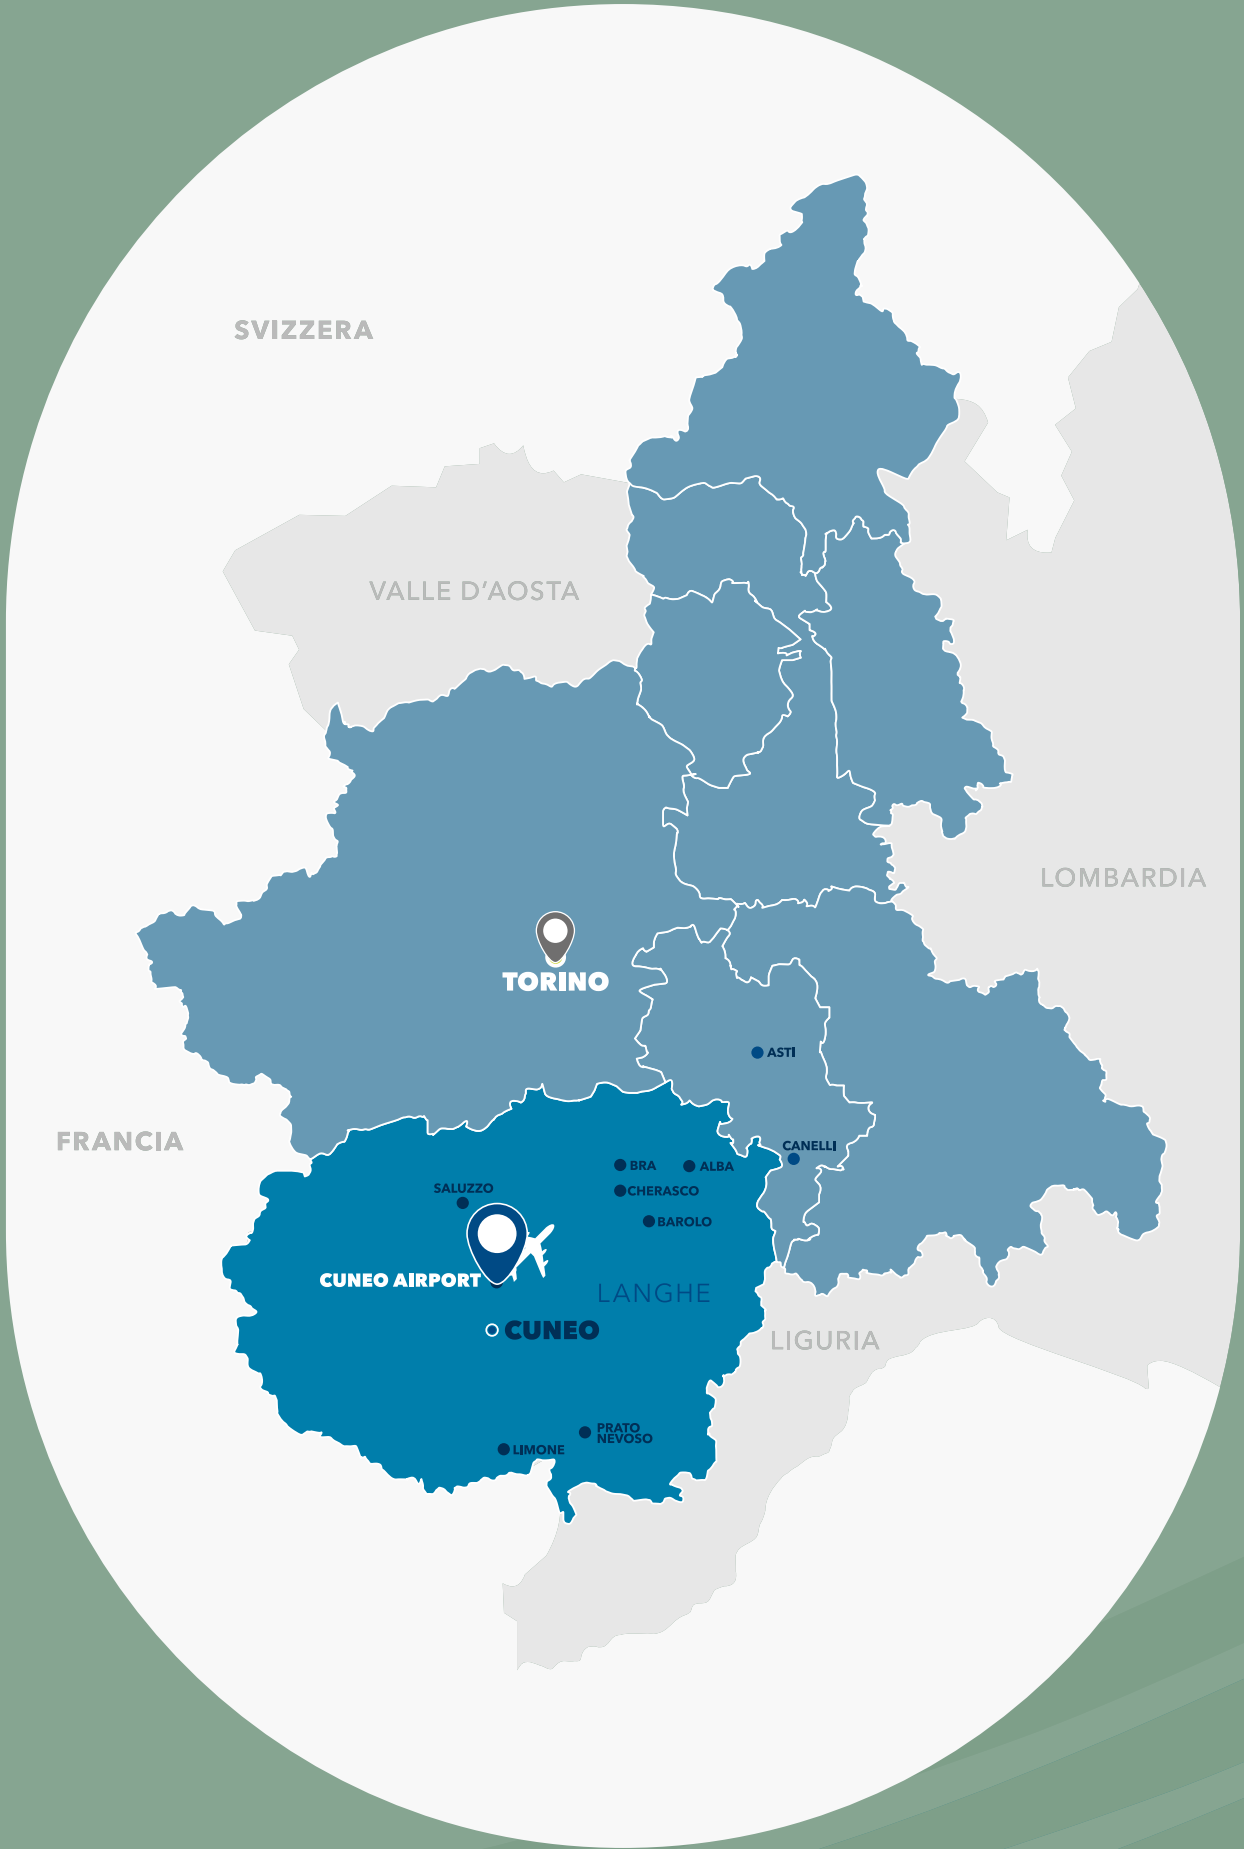 SVIZZERA
VALLE D'AOSTA
LOMBARDIA
TORINO
ASTI
FRANCIA
CANELLI
BRA
ALBA
SALUZZO
CHERASCO
BAROLO
CUNEO AIRPORT
LANGHE
CUNEO
LIGURIA
PRATO
NEVOSO
LIMONE